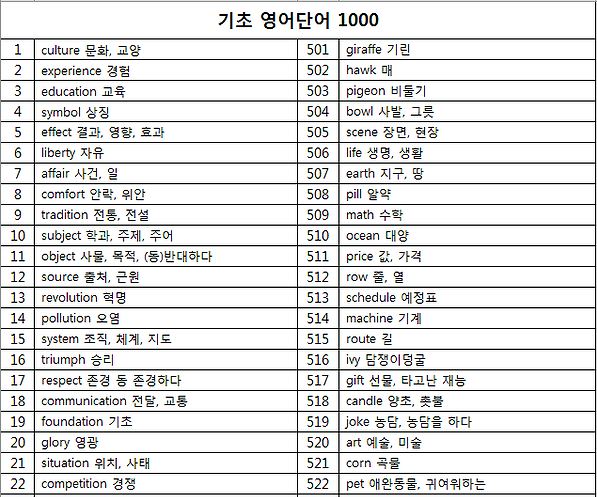 기초 영어단어 1000
1 culture 문화, 교양 501 giraffe 기린
2 experience 경험 502 hawk 매
3 education 교육 503 pigeon 비둘기
4 symbol 상징 504 bowl 사발, 그릇
5 effect 결과, 영향, 효과 505 scene 장면, 현장
6 liberty 자유 506 life 생명, 생활
7 affair 사건, 일 507 earth 지구, 땅
8 comfort 안락, 위안 508 pill 알약
9 tradition 전통, 전설 509 math 수학
10 subject 학과, 주제, 주어 510 ocean 대양
11 object 사물, 목적, (동)반대하다 511 price 값, 가격
12 source 출처, 근원 512 row 줄, 열
13 revolution 혁명 513 schedule 예정표
14 pollution 오염 514 machine 기계
15 system 조직, 체계, 지도 515 route 길
16 triumph 승리 516 ivy 담쟁이덩굴
17 respect 존경 동 존경하다 517 gift 선물, 타고난 재능
18 communication 전달, 교통 518 candle 양초, 촛불
19 foundation 기초 519 joke 농담, 농담을 하다
20 glory 영광 520 art 예술, 미술
21 situation 위치, 사태 521 corn 곡물
22 competition 경쟁 522 pet 애완동물, 귀여워하는